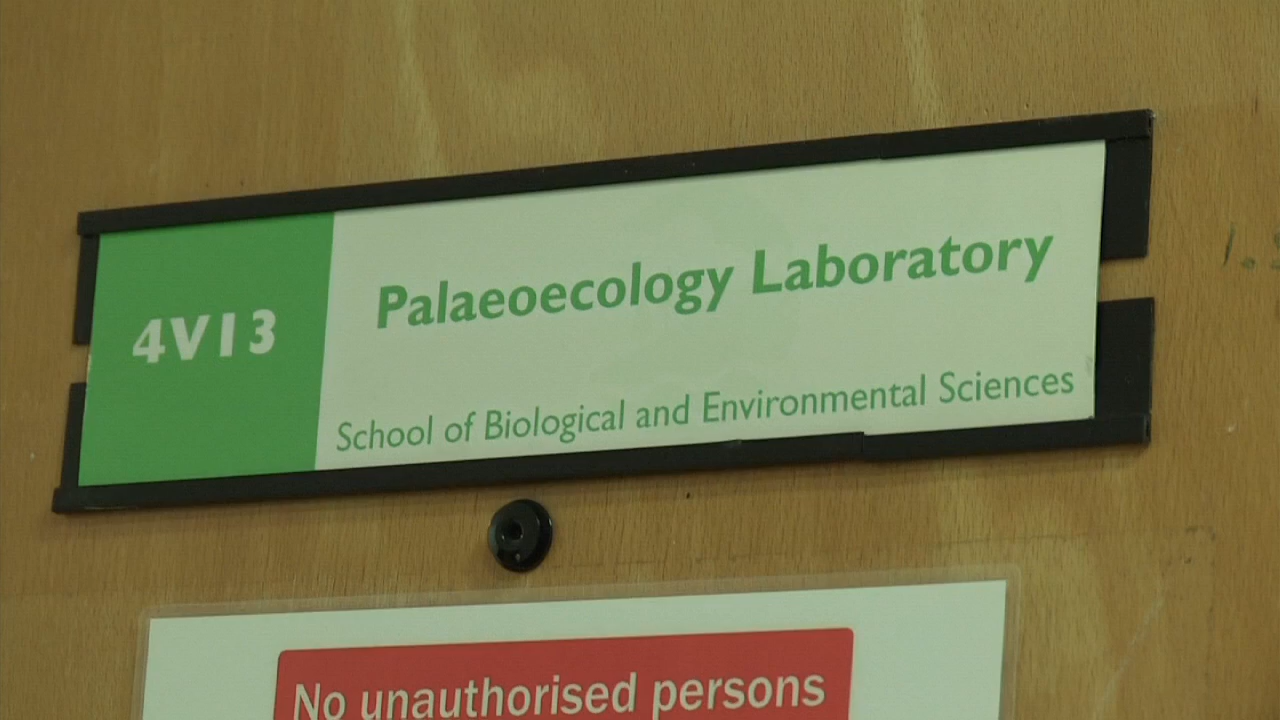 4V13
Palaeoecology Laboratory
School of Biological and Environmental Sciences
No unauthorised persons